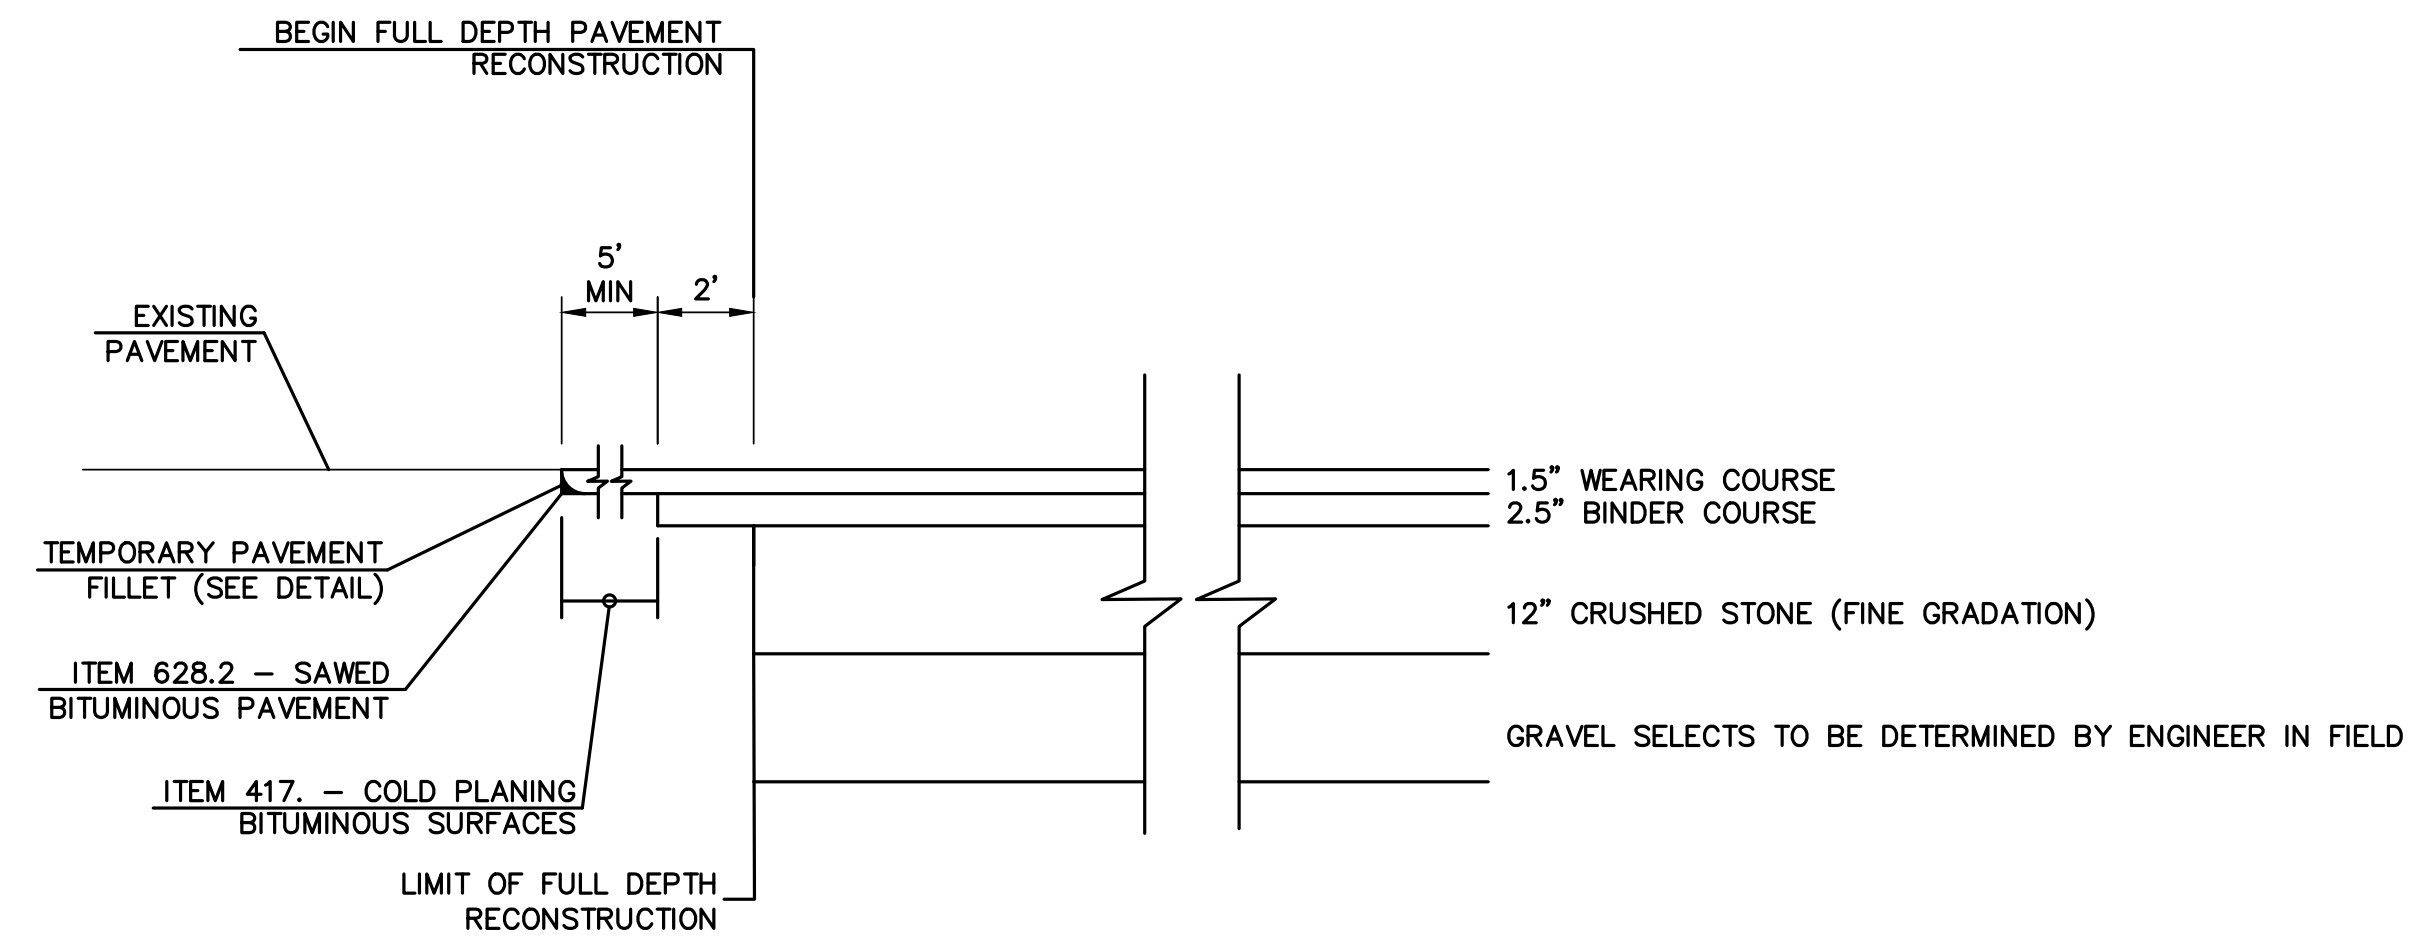 BEGIN FULL DEPTH PAVEMENT
RECONSTRUCTION
5'
MIN
2'
EXISTING
PAVEMENT
1.5" WEARING COURSE
2.5" BINDER COURSE
TEMPORARY PAVEMENT
FILLET (SEE DETAIL)
12" CRUSHED STONE (FINE GRADATION)
ITEM 628.2 - SAWED
BITUMINOUS PAVEMENT
GRAVEL SELECTS TO BE DETERMINED BY ENGINEER IN FIELD
ITEM 417. - COLD PLANING
BITUMINOUS SURFACES
LIMIT OF FULL DEPTH
RECONSTRUCTION